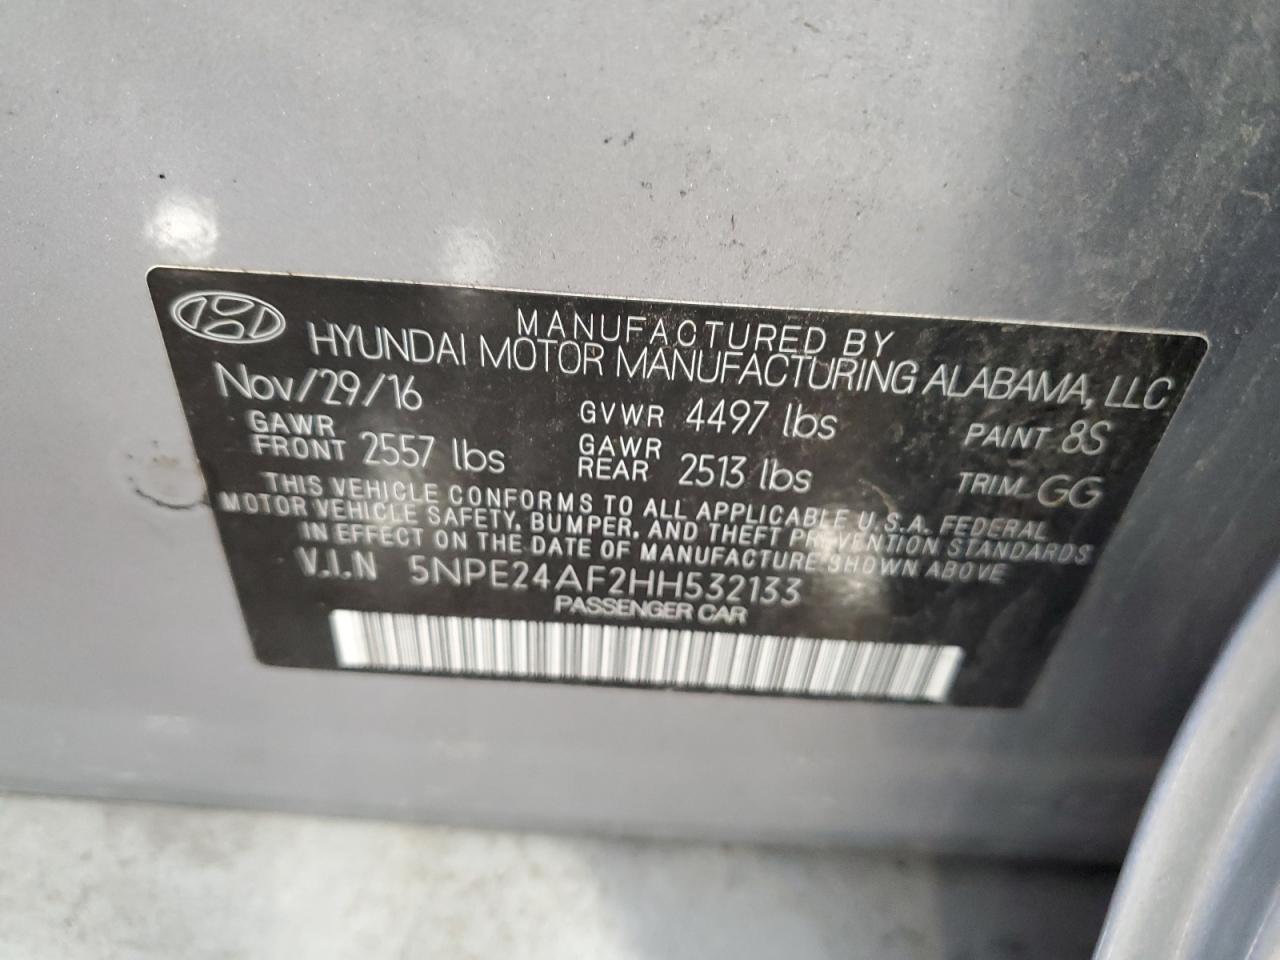 MANUFACTURED BY
HYUNDAI MOTOR MANUFACTURING ALABAMA, LLC
Nov/29/16
GAWR FRONT 2557 lbs
GVWR 4497 lbs
GAWR REAR 2513 lbs
PAINT 8S
TRIM GG
THIS VEHICLE CONFORMS TO ALL APPLICABLE U.S.A. FEDERAL
MOTOR VEHICLE SAFETY, BUMPER, AND THEFT PREVENTION STANDARDS
IN EFFECT ON THE DATE OF MANUFACTURE SHOWN ABOVE
V.I.N 5NPE24AF2HH532133
PASSENGER CAR